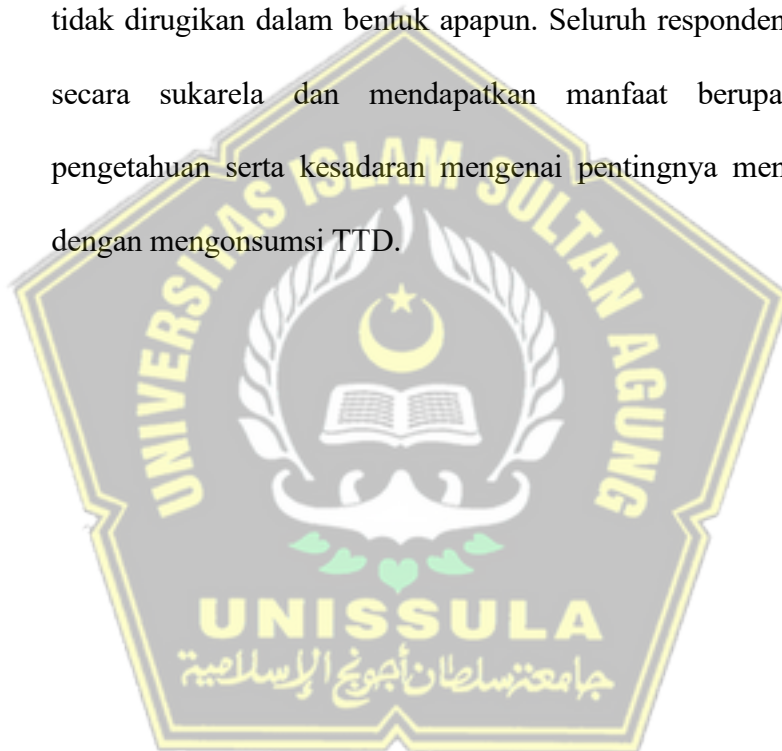 tidak dirugikan dalam bentuk apapun. Seluruh responden
secara sukarela dan mendapatkan manfaat berupa
pengetahuan serta kesadaran mengenai pentingnya men
dengan mengonsumsi TTD.
UNIVERSITAS ISLAM SULTAN AGUNG
UNISSULA
جامعة سلطان أجونج الإسلامية